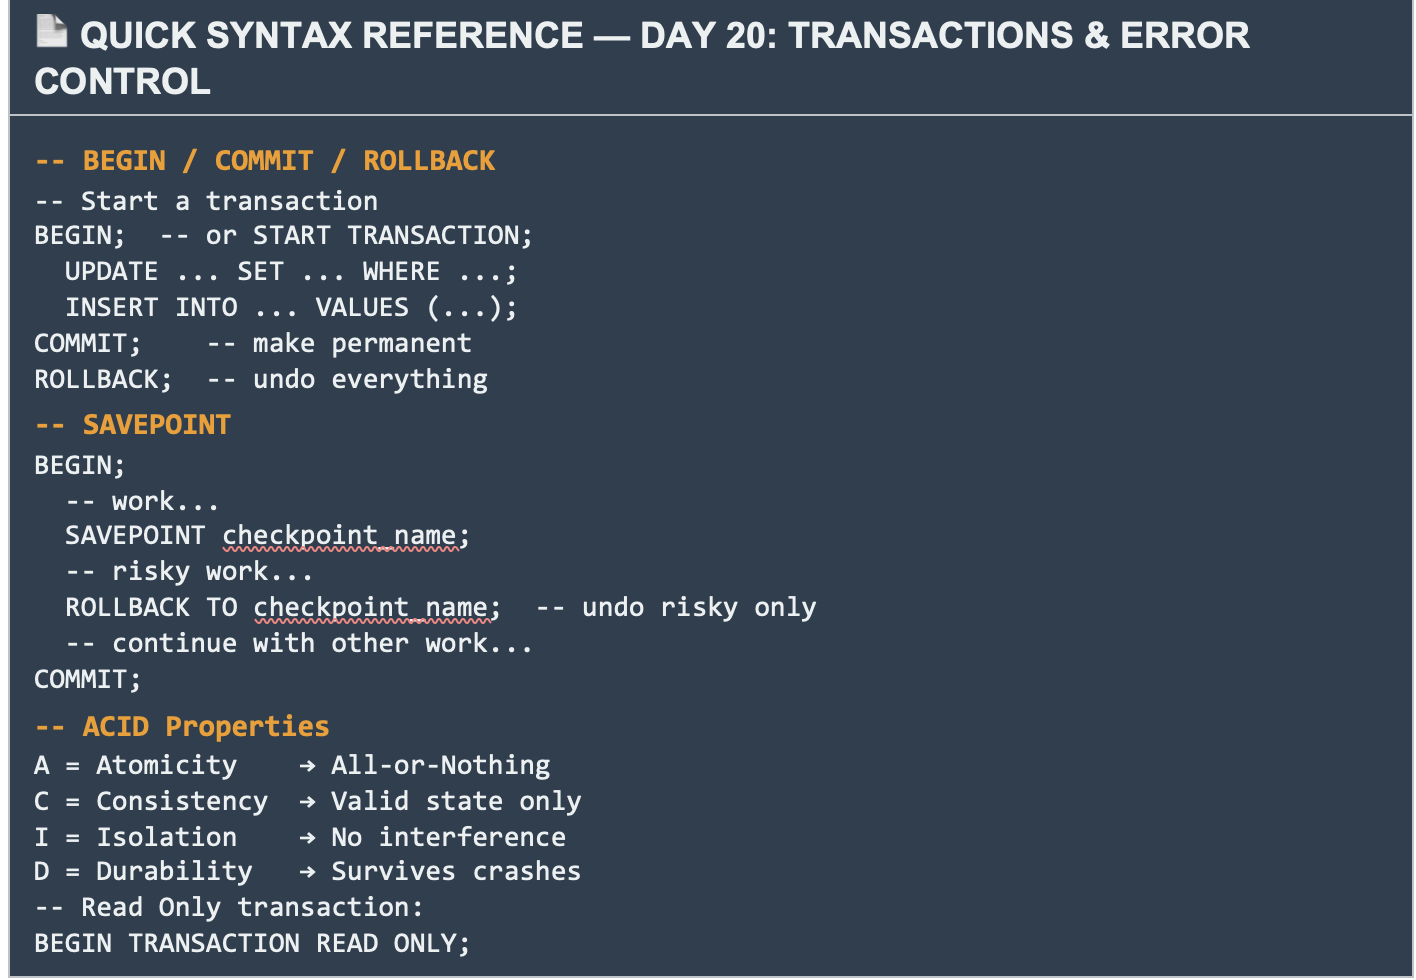 QUICK SYNTAX REFERENCE — DAY 20: TRANSACTIONS & ERROR
CONTROL
-- BEGIN / COMMIT / ROLLBACK
-- Start a transaction
BEGIN;  -- or START TRANSACTION;
  UPDATE ... SET ... WHERE ...;
  INSERT INTO ... VALUES (...);
COMMIT;    -- make permanent
ROLLBACK;  -- undo everything
-- SAVEPOINT
BEGIN;
  -- work...
  SAVEPOINT checkpoint_name;
  -- risky work...
  ROLLBACK TO checkpoint_name;  -- undo risky only
  -- continue with other work...
COMMIT;
-- ACID Properties
A = Atomicity    → All-or-Nothing
C = Consistency  → Valid state only
I = Isolation    → No interference
D = Durability   → Survives crashes
-- Read Only transaction:
BEGIN TRANSACTION READ ONLY;